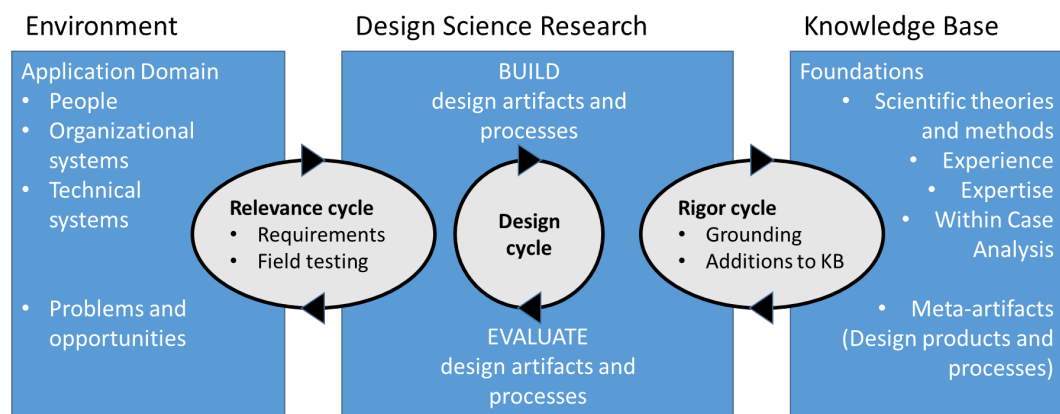 Environment
Application Domain
• People
• Organizational
systems
• Technical
systems
• Problems and
opportunities
Relevance cycle
• Requirements
• Field testing
Design Science Research
BUILD
design artifacts and
processes
Design
cycle
EVALUATE
design artifacts and
processes
Rigor cycle
• Grounding
• Additions to KB
Knowledge Base
Foundations
• Scientific theories
and methods
• Experience
• Expertise
• Within Case
Analysis
• Meta-artifacts
(Design products and
processes)